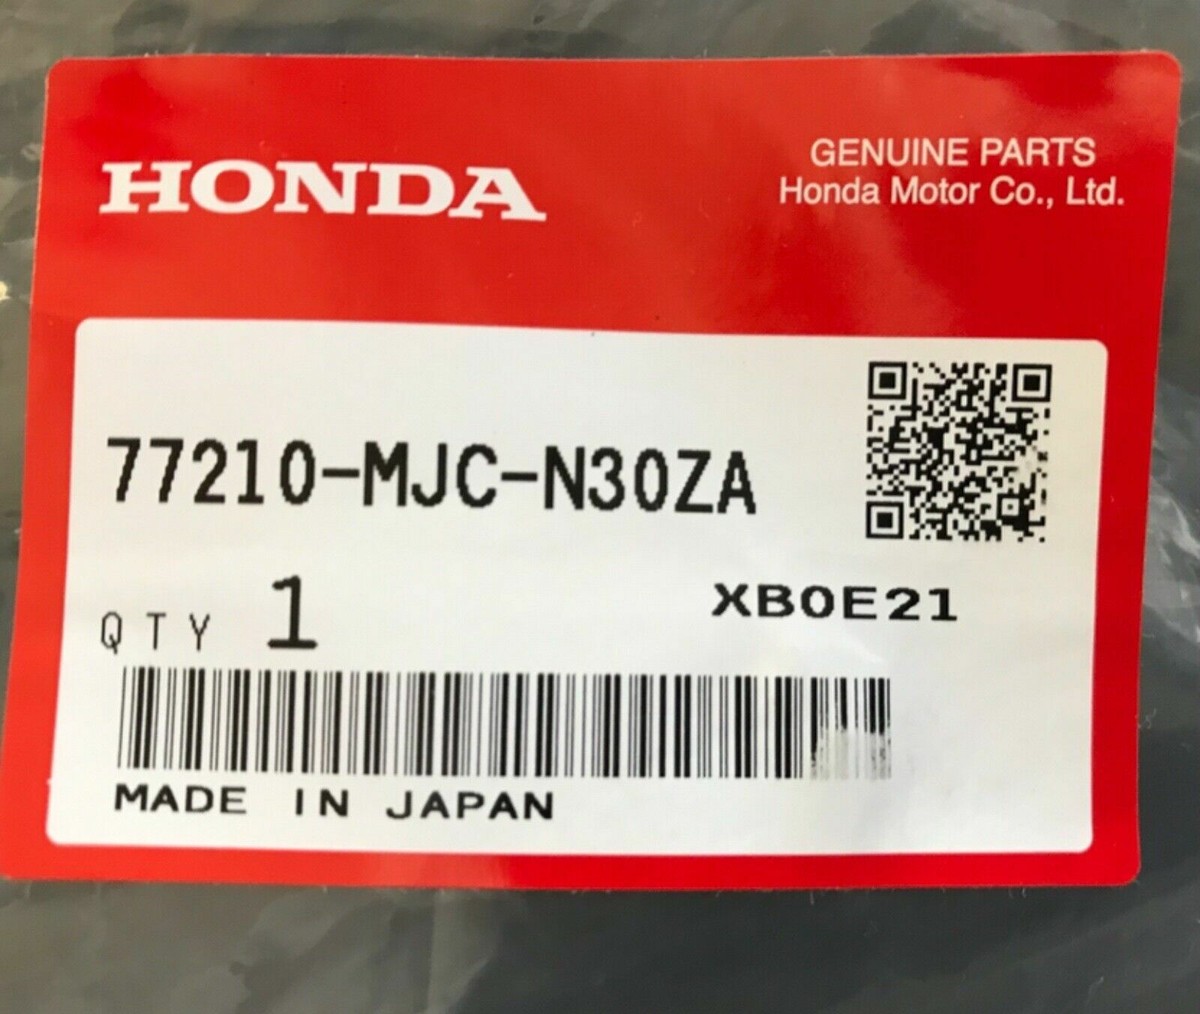 HONDA
GENUINE PARTS
Honda Motor Co., Ltd.
77210-MJC-N30ZA
QTY 1
XB0E21
MADE IN JAPAN